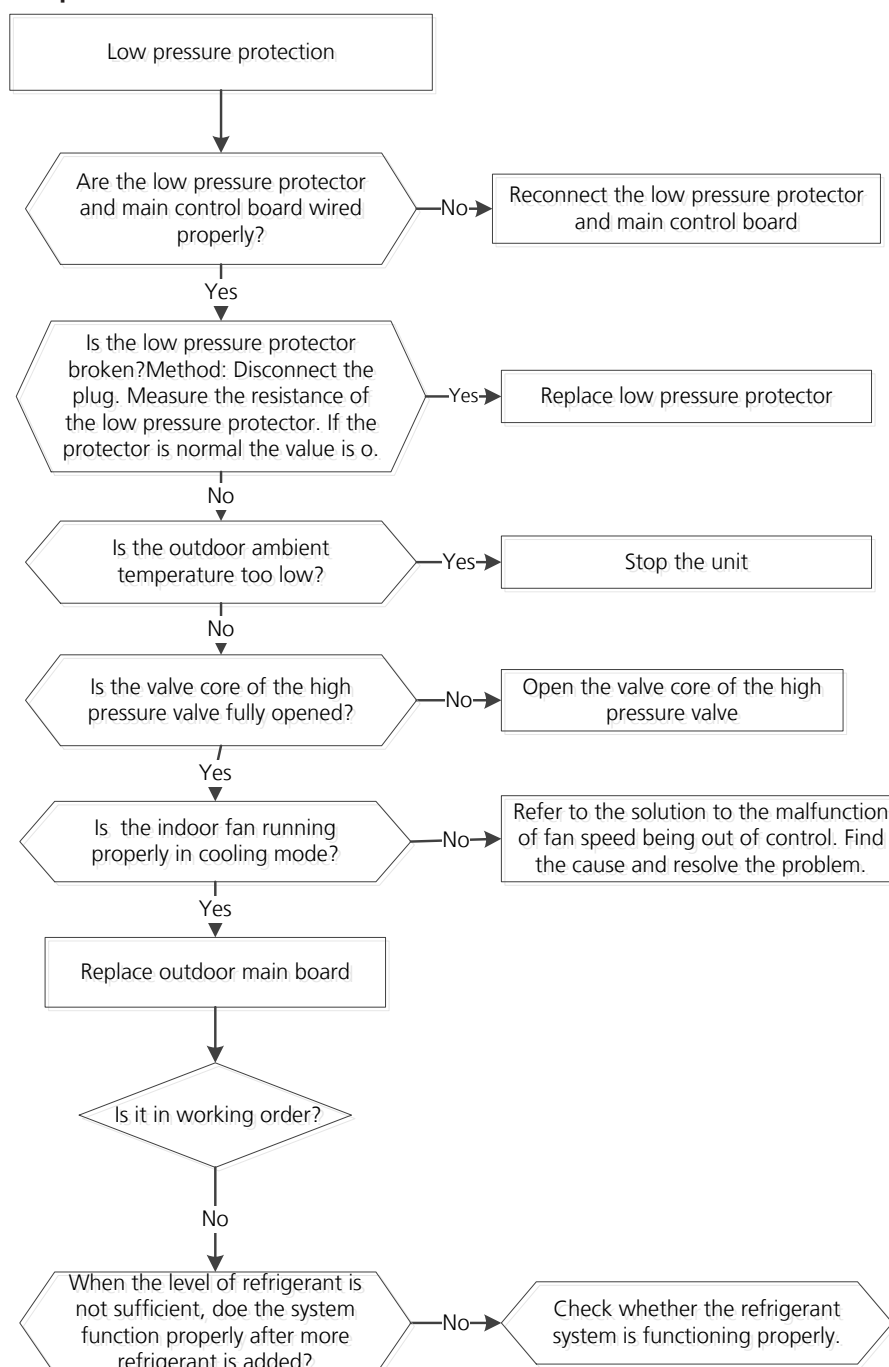 Low pressure protection
Are the low pressure protector
and main control board wired
properly?
No
Reconnect the low pressure protector
and main control board
Yes
Is the low pressure protector
broken?Method: Disconnect the
plug. Measure the resistance of
the low pressure protector. If the
protector is normal the value is o.
Yes
Replace low pressure protector
No
Is the outdoor ambient
temperature too low?
Yes
Stop the unit
No
Is the valve core of the high
pressure valve fully opened?
No
Open the valve core of the high
pressure valve
Yes
Is the indoor fan running
properly in cooling mode?
No
Refer to the solution to the malfunction
of fan speed being out of control. Find
the cause and resolve the problem.
Yes
Replace outdoor main board
Is it in working order?
No
When the level of refrigerant is
not sufficient, doe the system
function properly after more
refrigerant is added?
No
Check whether the refrigerant
system is functioning properly.